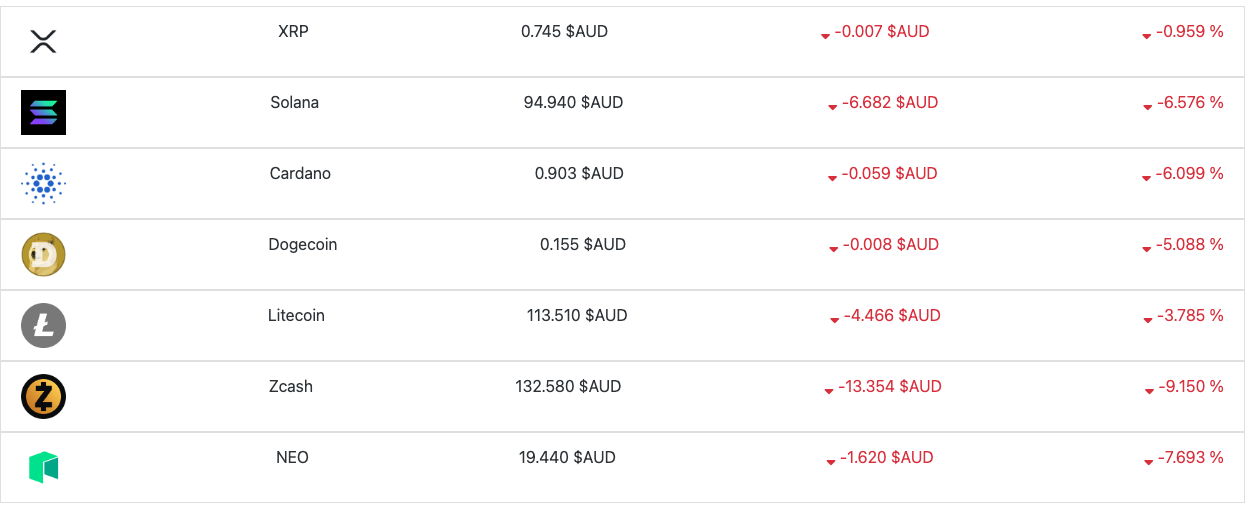 XRP 0.745 $AUD -0.007 $AUD -0.959 %
Solana 94.940 $AUD -6.682 $AUD -6.576 %
Cardano 0.903 $AUD -0.059 $AUD -6.099 %
Dogecoin 0.155 $AUD -0.008 $AUD -5.088 %
Litecoin 113.510 $AUD -4.466 $AUD -3.785 %
Zcash 132.580 $AUD -13.354 $AUD -9.150 %
NEO 19.440 $AUD -1.620 $AUD -7.693 %